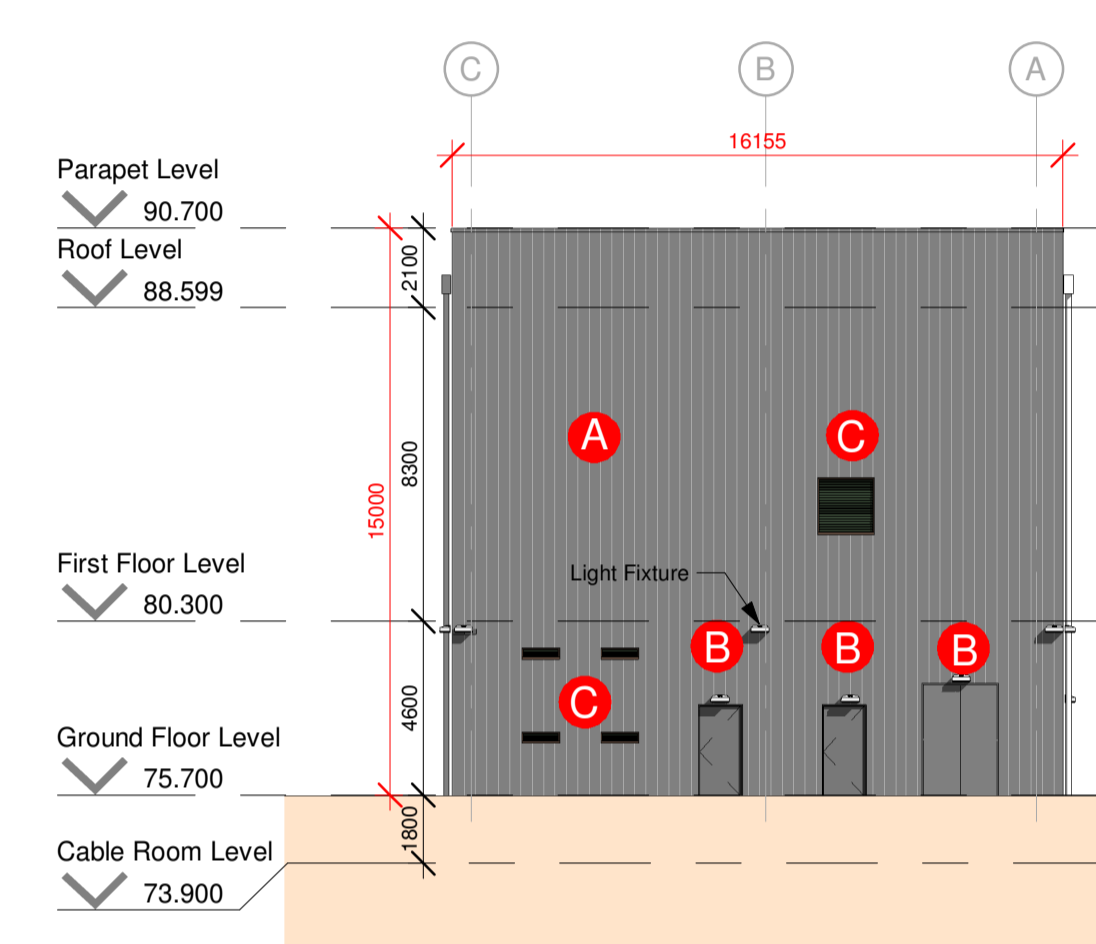 C
B
A
16155
Parapet Level
90.700
Roof Level
88.599
2100
A
C
8300
15000
First Floor Level
80.300
Light Fixture
B
B
B
C
4600
Ground Floor Level
75.700
1800
Cable Room Level
73.900